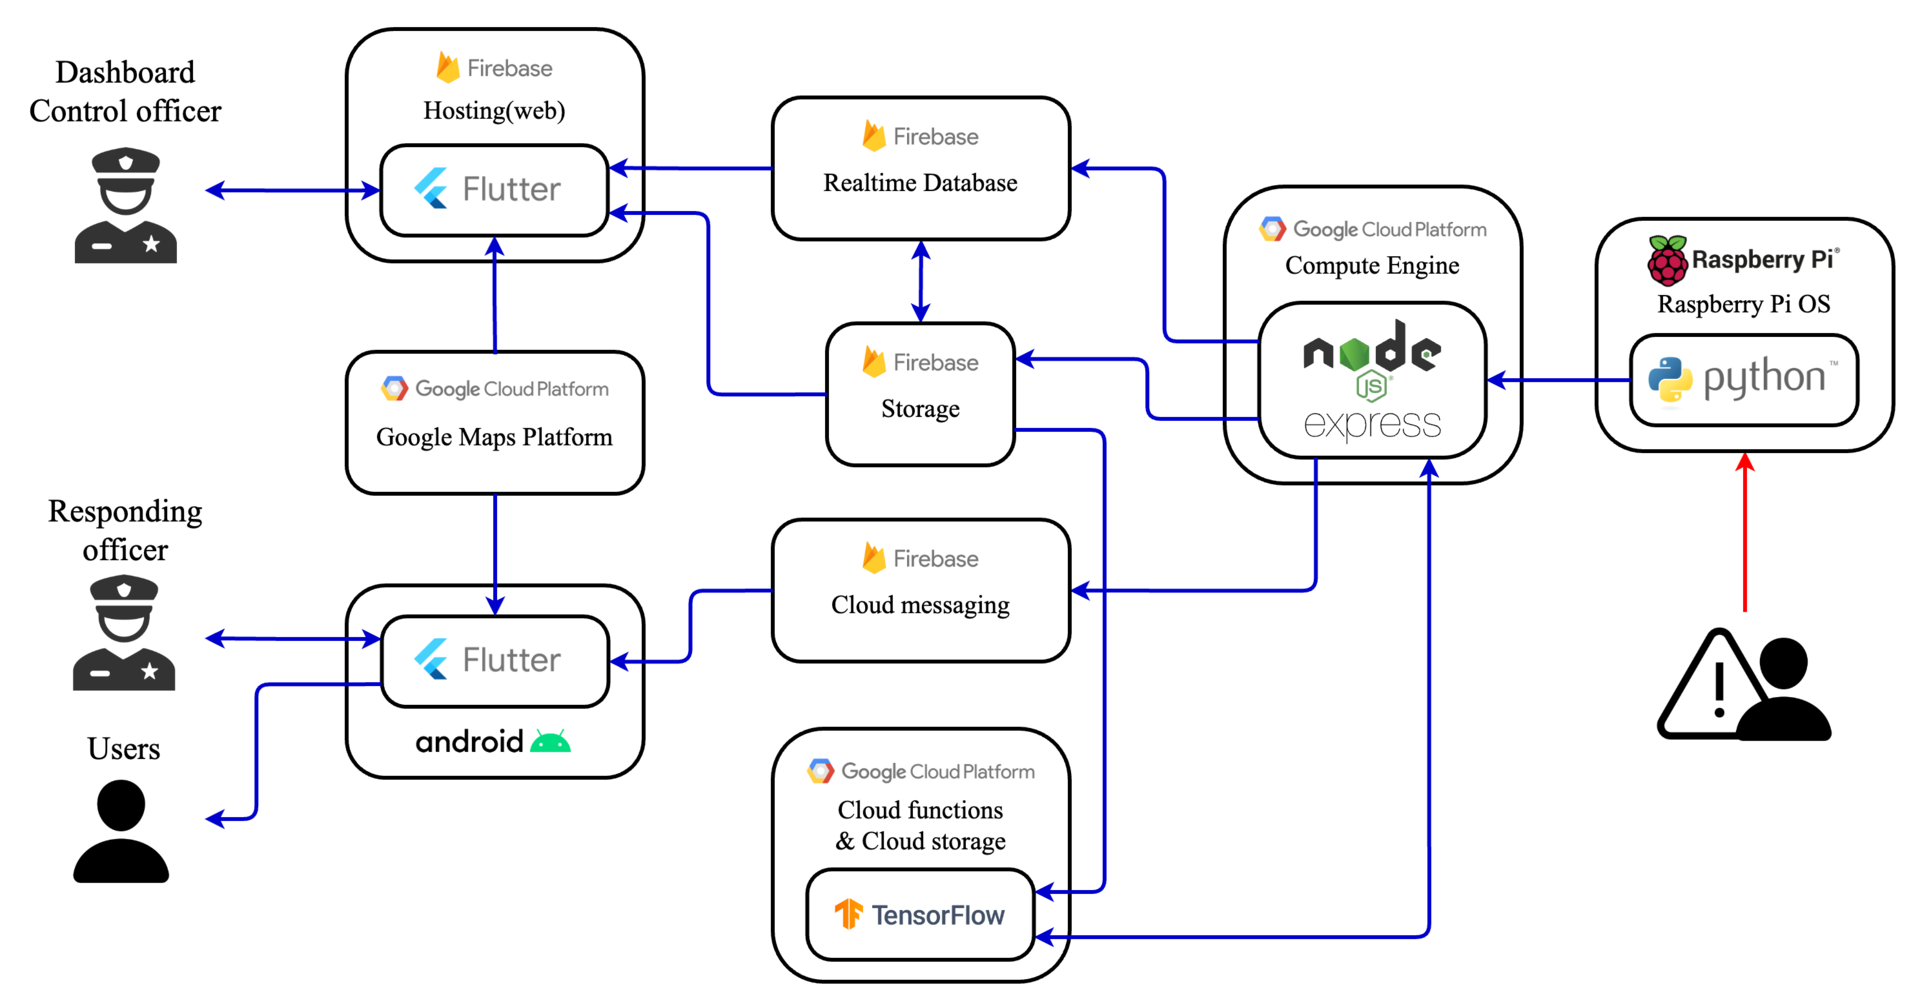 Dashboard
Control officer
Firebase
Hosting(web)
Flutter
Firebase
Realtime Database
Google Cloud Platform
Compute Engine
node
JS
express
Raspberry Pi®
Raspberry Pi OS
python™
Google Cloud Platform
Google Maps Platform
Firebase
Storage
Responding
officer
Flutter
android
Users
Firebase
Cloud messaging
Google Cloud Platform
Cloud functions
& Cloud storage
TensorFlow
!